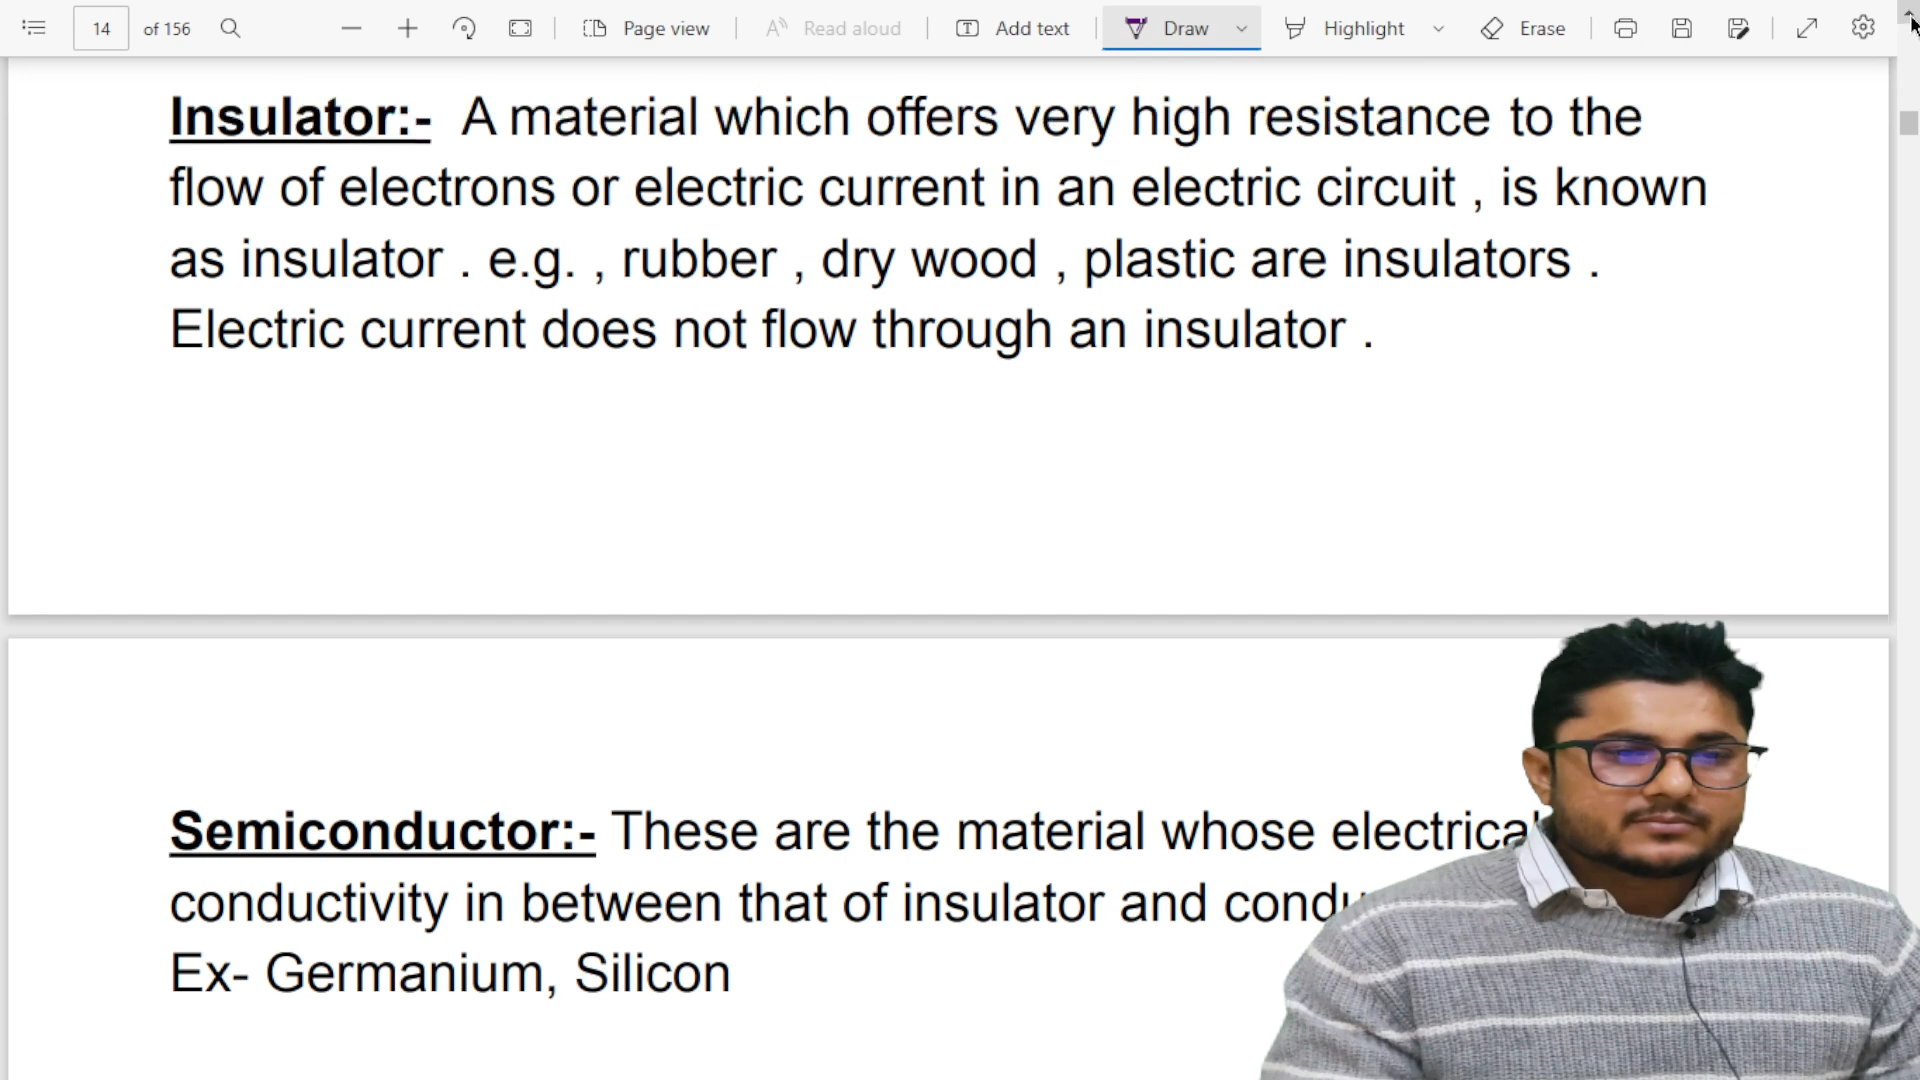 14 of 156 Page view Read aloud Add text Draw Highlight Erase
Insulator:- A material which offers very high resistance to the
flow of electrons or electric current in an electric circuit , is known
as insulator . e.g. , rubber , dry wood , plastic are insulators .
Electric current does not flow through an insulator .
Semiconductor:- These are the material whose electrical
conductivity in between that of insulator and
Ex- Germanium, Silicon